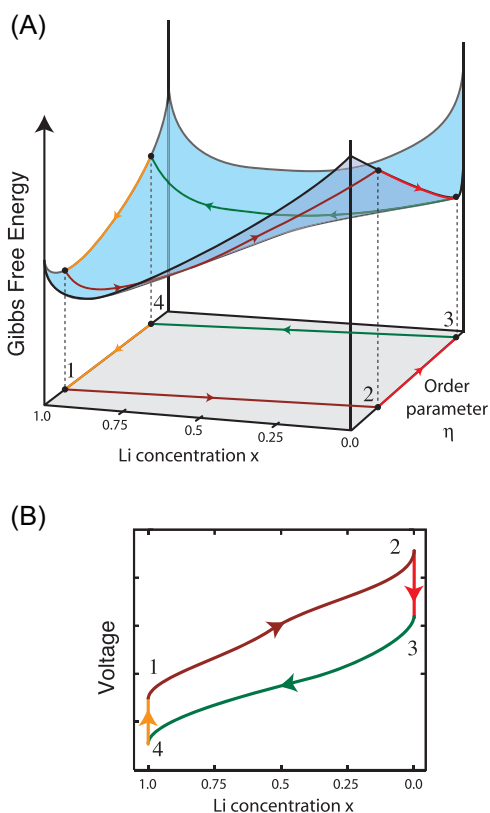 (A)
Gibbs Free Energy
4
3
1
2
1.0
0.75
0.5
0.25
0.0
Li concentration x
Order
parameter
η
(B)
Voltage
2
3
1
4
1.0
0.75
0.5
0.25
0.0
Li concentration x